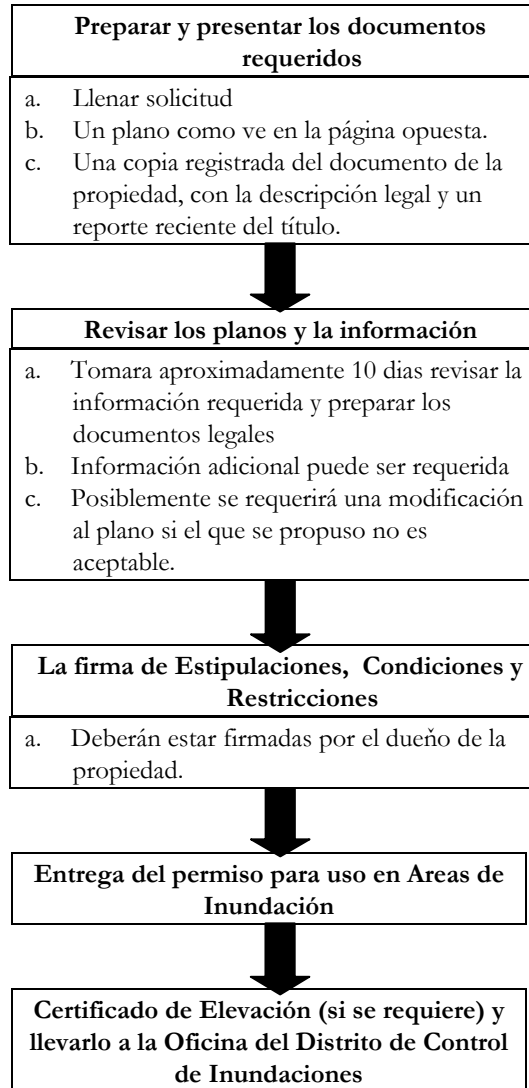 Preparar y presentar los documentos
requeridos
a. Llenar solicitud
b. Un plano como ve en la página opuesta.
c. Una copia registrada del documento de la
propiedad, con la descripción legal y un
reporte reciente del título.
Revisar los planos y la información
a. Tomara aproximadamente 10 dias revisar la
información requerida y preparar los
documentos legales
b. Información adicional puede ser requerida
c. Posiblemente se requerirá una modificación
al plano si el que se propuso no es
aceptable.
La firma de Estipulaciones, Condiciones y
Restricciones
a. Deberán estar firmadas por el dueño de la
propiedad.
Entrega del permiso para uso en Areas de
Inundación
Certificado de Elevación (si se requiere) y
llevarlo a la Oficina del Distrito de Control
de Inundaciones